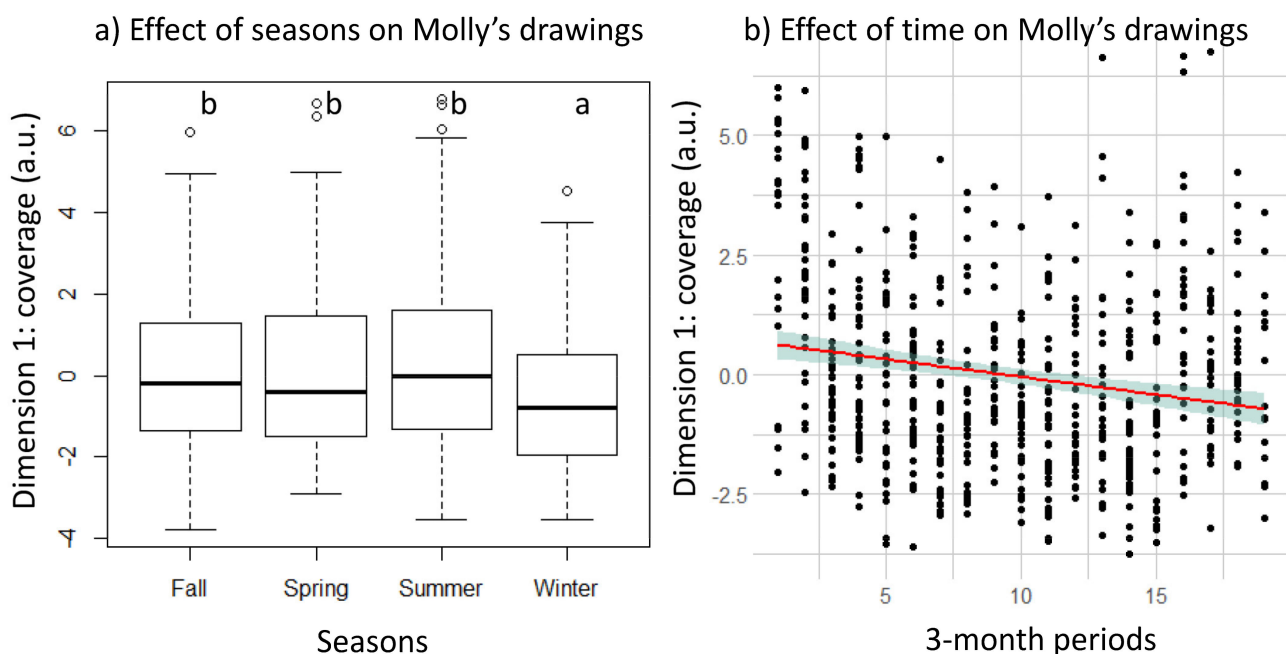 a) Effect of seasons on Molly’s drawings
b b b a
Dimension 1: coverage (a.u.)
6
4
2
0
-2
-4
Fall Spring Summer Winter
Seasons
b) Effect of time on Molly’s drawings
Dimension 1: coverage (a.u.)
5.0
2.5
0.0
-2.5
5 10 15
3-month periods